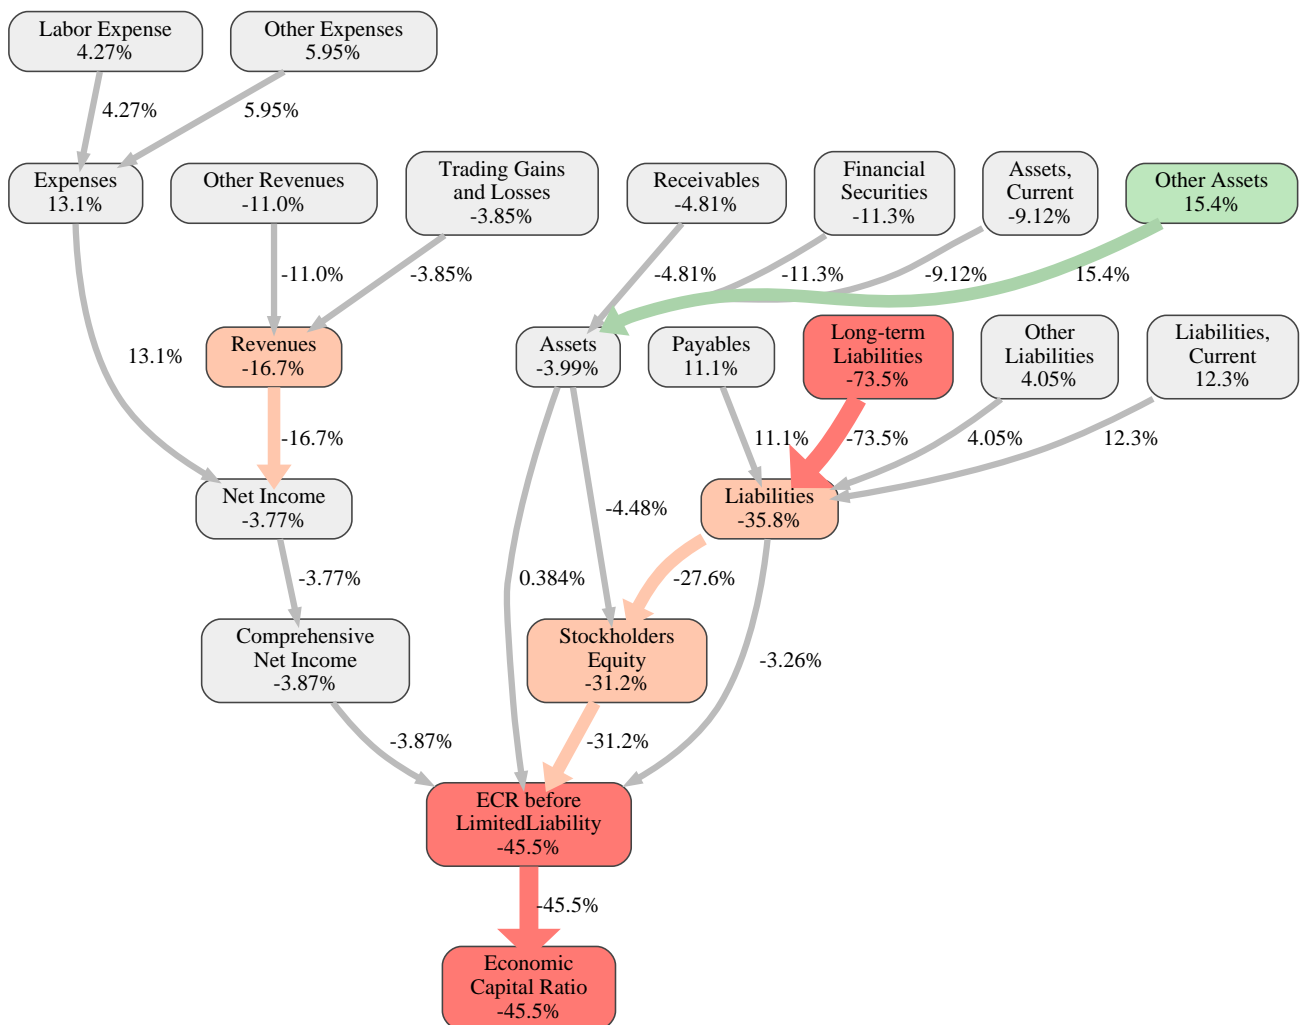 Labor Expense
4.27%
Other Expenses
5.95%
4.27%
5.95%
Expenses
13.1%
Other Revenues
-11.0%
Trading Gains
and Losses
-3.85%
Receivables
-4.81%
Financial
Securities
-11.3%
Assets,
Current
-9.12%
Other Assets
15.4%
-11.0%
-3.85%
-4.81%
-11.3%
-9.12%
15.4%
13.1%
Revenues
-16.7%
Assets
-3.99%
Payables
11.1%
Long-term
Liabilities
-73.5%
Other
Liabilities
4.05%
Liabilities,
Current
12.3%
-16.7%
11.1%
-73.5%
4.05%
12.3%
Net Income
-3.77%
-4.48%
Liabilities
-35.8%
-3.77%
0.384%
-27.6%
Comprehensive
Net Income
-3.87%
Stockholders
Equity
-31.2%
-3.26%
-3.87%
-31.2%
ECR before
LimitedLiability
-45.5%
-45.5%
Economic
Capital Ratio
-45.5%